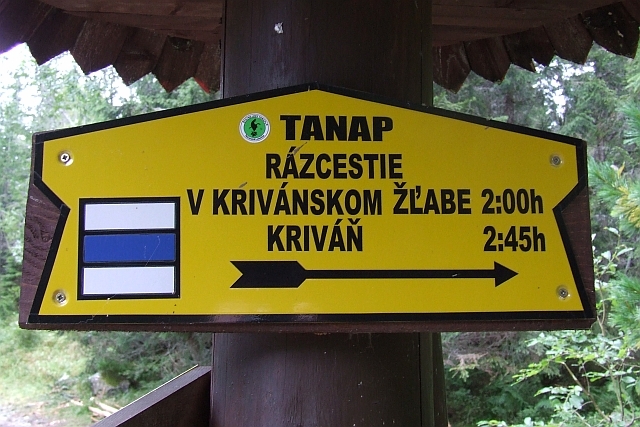 TANAP
RÁZCESTIE
V KRIVÁNSKOM ŽĽABE 2:00h
KRIVÁŇ 2:45h